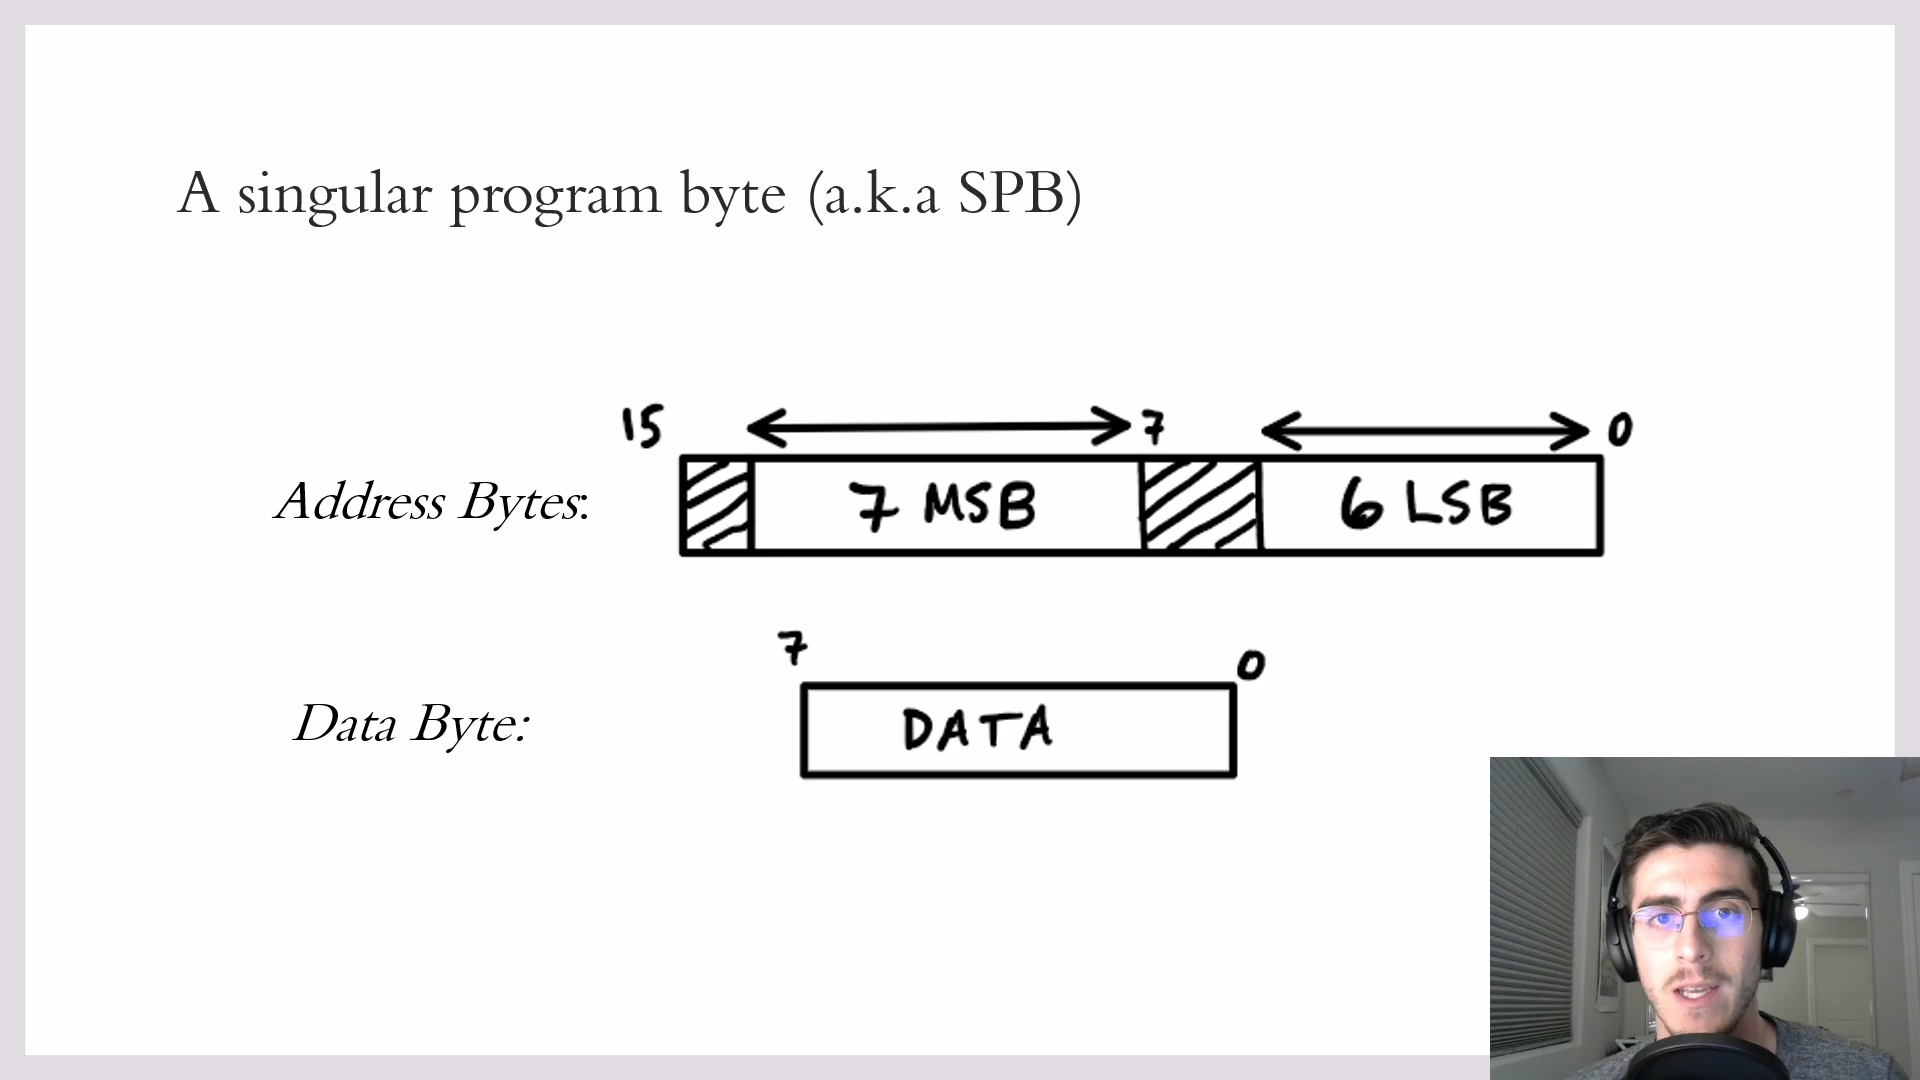 A singular program byte (a.k.a SPB)
15 7 0
Address Bytes: 7 MSB 6 LSB
7 0
Data Byte: DATA